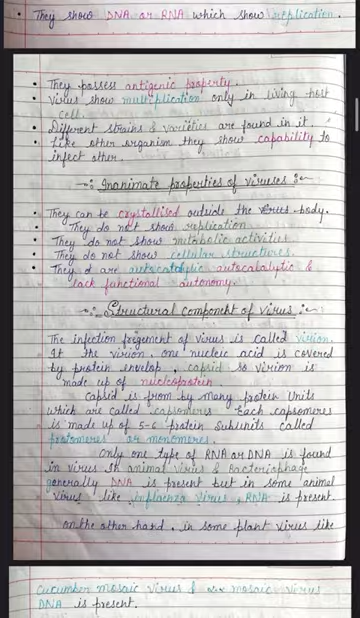 • They show DNA or RNA which show replication.
• They possess antigenic property.
• Virus show multiplication only in living host
cell.
• Different strains & varieties are found in it.
• Like other organism they show capability to
infect other.
Inanimate properties of viruses :~
• They can be crystallised outside the body.
• They do not show replication
• They do not show metabolic activities
• They do not show cellular structures.
• They are autocatalytic &
lack functional autonomy.
Structural component of virus :~
The infection fregement of virus is called virion.
It the virion, one nucleic acid is covered
by protein envelop, capsid so virion is
made up of nucleoprotein.
Capsid is from by many protein Units
which are called capsomers Each capsomeres
is made up of 5-6 protein Subunits called
protomeres or monomeres.
Only one type of RNA or DNA is found
in Virus In animal Virus & Bacteriophage
generally DNA is present but in some animal
Virus like Virus, RNA is present.
on the other hand, in some plant virus like
Cucumber mosaic Virus & mosaic Virus
DNA is present.